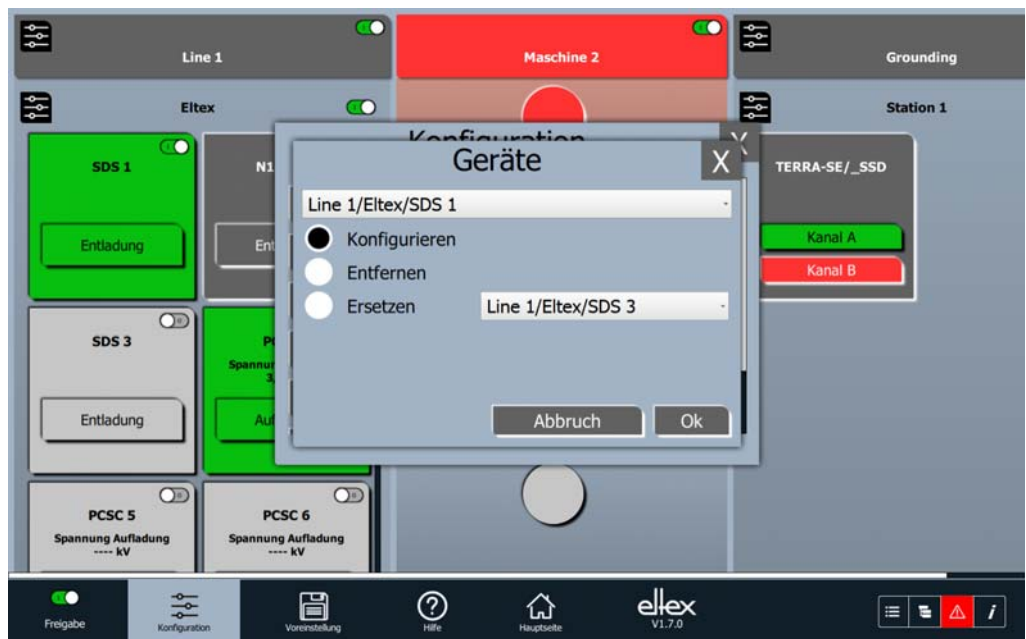 Line 1
Maschine 2
Grounding
Eltex
Station 1
Konfiguration
X
Geräte
X
SDS 1
N1
TERRA-SE/_SSD
Line 1/Eltex/SDS 1
Konfigurieren
Entladung
Kanal A
Entfernen
Kanal B
Ersetzen
Line 1/Eltex/SDS 3
SDS 3
Entladung
Abbruch
Ok
PCSC 5
PCSC 6
Spannung Aufladung
Spannung Aufladung
---- kV
---- kV
Freigabe
Konfiguration
Voreinstellung
Hilfe
Hauptseite
eltex
V1.7.0
i